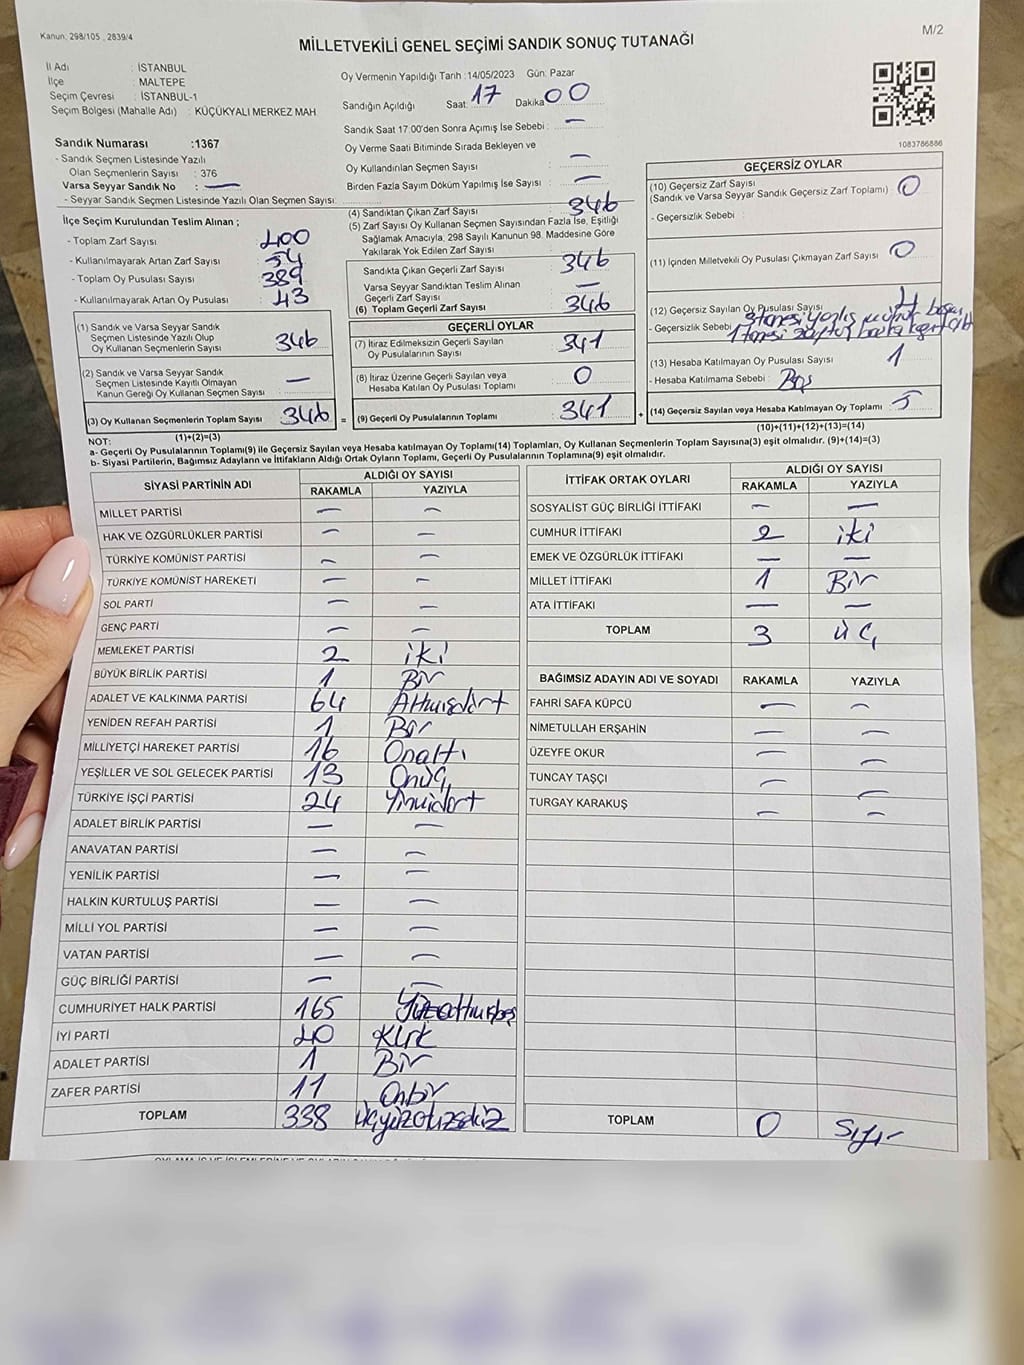 Kanun: 298/105 , 2839/4
M/2
MİLLETVEKİLİ GENEL SEÇİMİ SANDIK SONUÇ TUTANAĞI
İl Adı : İSTANBUL
İlçe : MALTEPE
Seçim Çevresi : İSTANBUL-1
Seçim Bölgesi (Mahalle Adı) : KÜÇÜKYALI MERKEZ MAH
Sandık Numarası :1367
- Sandık Seçmen Listesinde Yazılı
Olan Seçmenlerin Sayısı : 376
Varsa Seyyar Sandık No : —
- Seyyar Sandık Seçmen Listesinde Yazılı Olan Seçmen Sayısı
Oy Vermenin Yapıldığı Tarih :14/05/2023 Gün: Pazar
Sandığın Açıldığı Saat: 17 Dakika 00
Sandık Saat 17.00'den Sonra Açımış İse Sebebi : —
Oy Verme Saati Bitiminde Sırada Bekleyen ve
Oy Kullandırılan Seçmen Sayısı —
Birden Fazla Sayım Döküm Yapılmış İse Sayısı —
1083786886
İlçe Seçim Kurulundan Teslim Alınan ;
- Toplam Zarf Sayısı 400
- Kullanılmayarak Artan Zarf Sayısı 54
- Toplam Oy Pusulası Sayısı 389
- Kullanılmayarak Artan Oy Pusulası : 43
(1) Sandık ve Varsa Seyyar Sandık
Seçmen Listesinde Yazılı Olup
Oy Kullanan Seçmenlerin Sayısı 346
(2) Sandık ve Varsa Seyyar Sandık
Seçmen Listesinde Kayıtlı Olmayan
Kanun Gereği Oy Kullanan Seçmen Sayısı —
(3) Oy Kullanan Seçmenlerin Toplam Sayısı 346 =
(1)+(2)=(3)
(4) Sandıktan Çıkan Zarf Sayısı 346
(5) Zarf Sayısı Oy Kullanan Seçmen Sayısından Fazla İse, Eşitliği
Sağlamak Amacıyla, 298 Sayılı Kanunun 98. Maddesine Göre
Yakılarak Yok Edilen Zarf Sayısı
Sandıkta Çıkan Geçerli Zarf Sayısı 346
Varsa Seyyar Sandıktan Teslim Alınan
Geçerli Zarf Sayısı —
(6) Toplam Geçerli Zarf Sayısı 346
GEÇERLİ OYLAR
(7) İtiraz Edilmeksizin Geçerli Sayılan
Oy Pusulalarının Sayısı : 341
(8) İtiraz Üzerine Geçerli Sayılan veya
Hesaba Katılan Oy Pusulası Toplamı : 0
(9) Geçerli Oy Pusulalarının Toplamı : 341 +
GEÇERSİZ OYLAR
(10) Geçersiz Zarf Sayısı
(Sandık ve Varsa Seyyar Sandık Geçersiz Zarf Toplamı) : 0
- Geçersizlik Sebebi :
(11) İçinden Milletvekili Oy Pusulası Çıkmayan Zarf Sayısı 0
(12) Geçersiz Sayılan Oy Pusulası Sayısı 4
- Geçersizlik Sebebi 3 tanesi yanlış mühür
1 tanesi
(13) Hesaba Katılmayan Oy Pusulası Sayısı : 1
- Hesaba Katılmama Sebebi : Boş
(14) Geçersiz Sayılan veya Hesaba Katılmayan Oy Toplamı : 5
(10)+(11)+(12)+(13)=(14)
NOT:
a- Geçerli Oy Pusulalarının Toplamı(9) ile Geçersiz Sayılan veya Hesaba katılmayan Oy Toplamı(14) Toplamları, Oy Kullanan Seçmenlerin Toplam Sayısına(3) eşit olmalıdır. (9)+(14)=(3)
b- Siyasi Partilerin, Bağımsız Adayların ve İttifakların Aldığı Ortak Oyların Toplamı, Geçerli Oy Pusulalarının Toplamına(9) eşit olmalıdır.
SİYASİ PARTİNİN ADI ALDIĞI OY SAYISI
RAKAMLA YAZIYLA
MİLLET PARTİSİ — —
HAK VE ÖZGÜRLÜKLER PARTİSİ — —
TÜRKİYE KOMÜNİST PARTİSİ — —
TÜRKİYE KOMÜNİST HAREKETİ — —
SOL PARTİ — —
GENÇ PARTİ — —
MEMLEKET PARTİSİ 2 iki
BÜYÜK BİRLİK PARTİSİ 1 Bir
ADALET VE KALKINMA PARTİSİ 64 Altmışdört
YENİDEN REFAH PARTİSİ 1 Bir
MİLLİYETÇİ HAREKET PARTİSİ 16 Onaltı
YEŞİLLER VE SOL GELECEK PARTİSİ 13 Onüç
TÜRKİYE İŞÇİ PARTİSİ 24 Yirmidört
ADALET BİRLİK PARTİSİ — —
ANAVATAN PARTİSİ — —
YENİLİK PARTİSİ — —
HALKIN KURTULUŞ PARTİSİ — —
MİLLİ YOL PARTİSİ — —
VATAN PARTİSİ — —
GÜÇ BİRLİĞİ PARTİSİ — —
CUMHURİYET HALK PARTİSİ 165 Yüzaltmışbeş
İYİ PARTİ 40 Kırk
ADALET PARTİSİ 1 Bir
ZAFER PARTİSİ 11 Onbir
TOPLAM 338 Üçyüzotuzsekiz
İTTİFAK ORTAK OYLARI ALDIĞI OY SAYISI
RAKAMLA YAZIYLA
SOSYALİST GÜÇ BİRLİĞİ İTTİFAKI — —
CUMHUR İTTİFAKI 2 iki
EMEK VE ÖZGÜRLÜK İTTİFAKI — —
MİLLET İTTİFAKI 1 Bir
ATA İTTİFAKI — —
TOPLAM 3 üç
BAĞIMSIZ ADAYIN ADI VE SOYADI RAKAMLA YAZIYLA
FAHRİ SAFA KÜPCÜ — —
NİMETULLAH ERŞAHİN — —
ÜZEYFE OKUR — —
TUNCAY TAŞÇI — —
TURGAY KARAKUŞ — —
TOPLAM 0 Sıfır